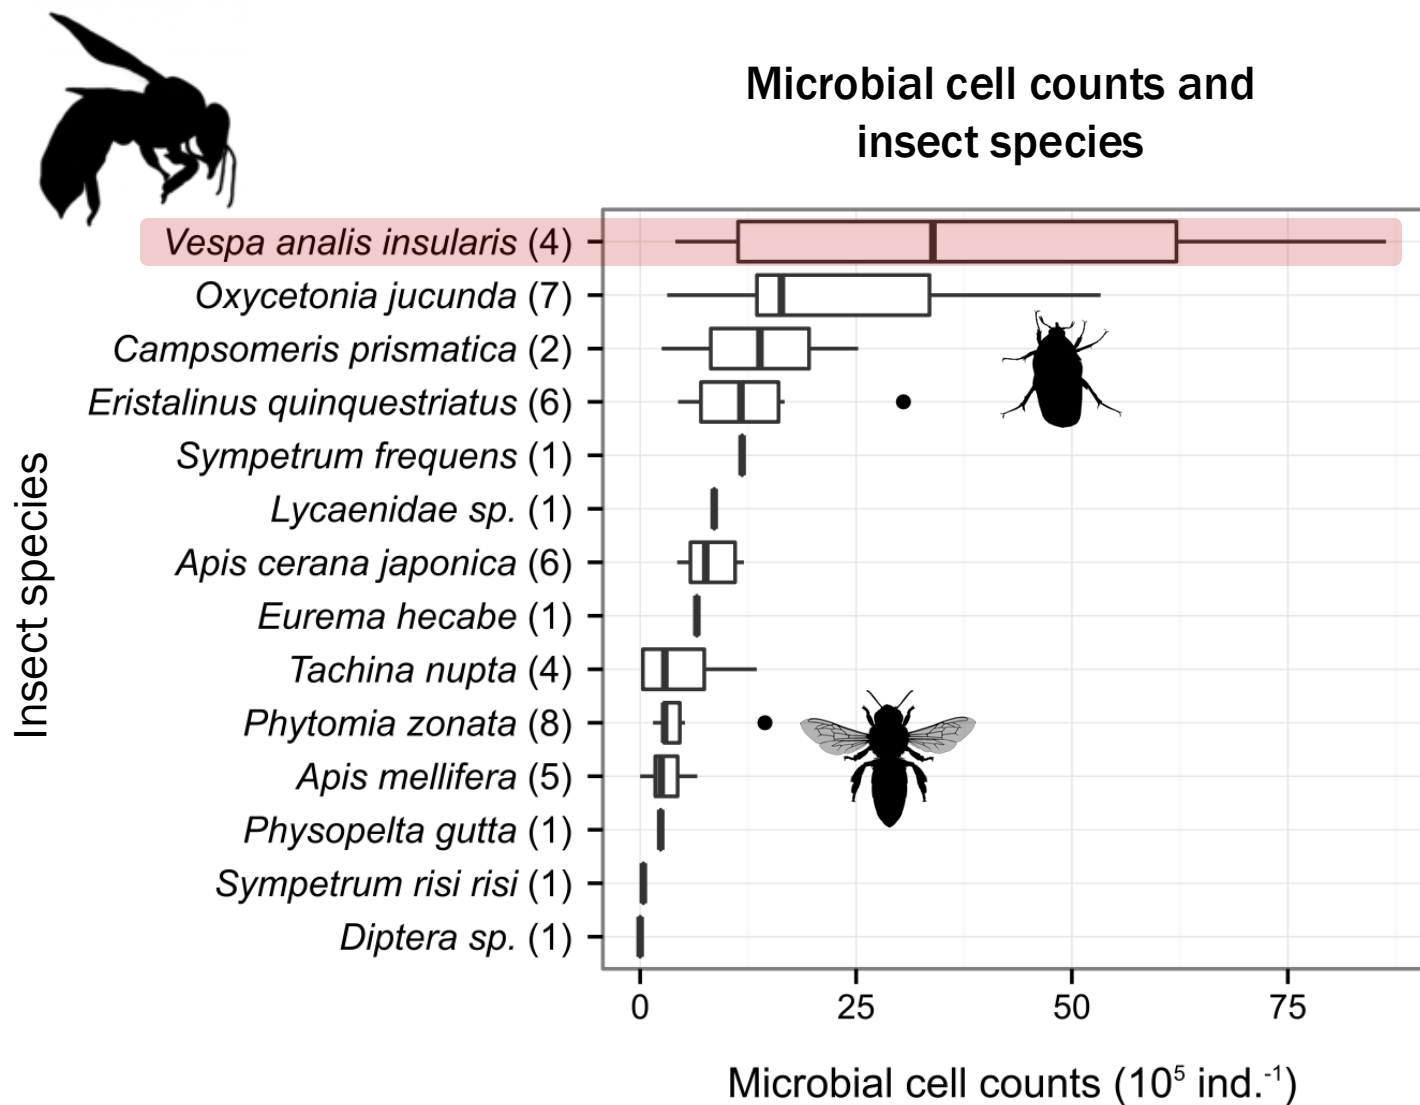 Microbial cell counts and
insect species
Insect species
Vespa analis insularis (4)
Oxycetonia jucunda (7)
Campsomeris prismatica (2)
Eristalinus quinquestriatus (6)
Sympetrum frequens (1)
Lycaenidae sp. (1)
Apis cerana japonica (6)
Eurema hecabe (1)
Tachina nupta (4)
Phytomia zonata (8)
Apis mellifera (5)
Physopelta gutta (1)
Sympetrum risi risi (1)
Diptera sp. (1)
0 25 50 75
Microbial cell counts (10⁵ ind.⁻¹)